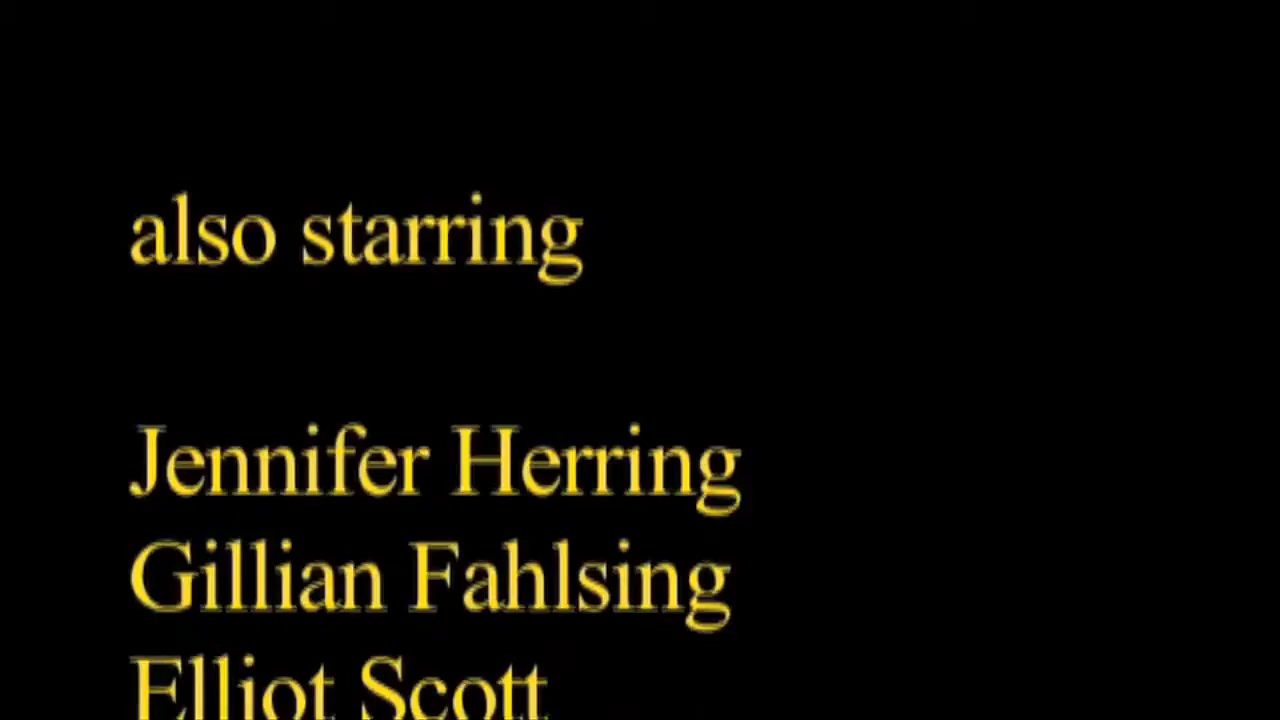 also starring
Jennifer Herring
Gillian Fahlsing
Elliot Scott